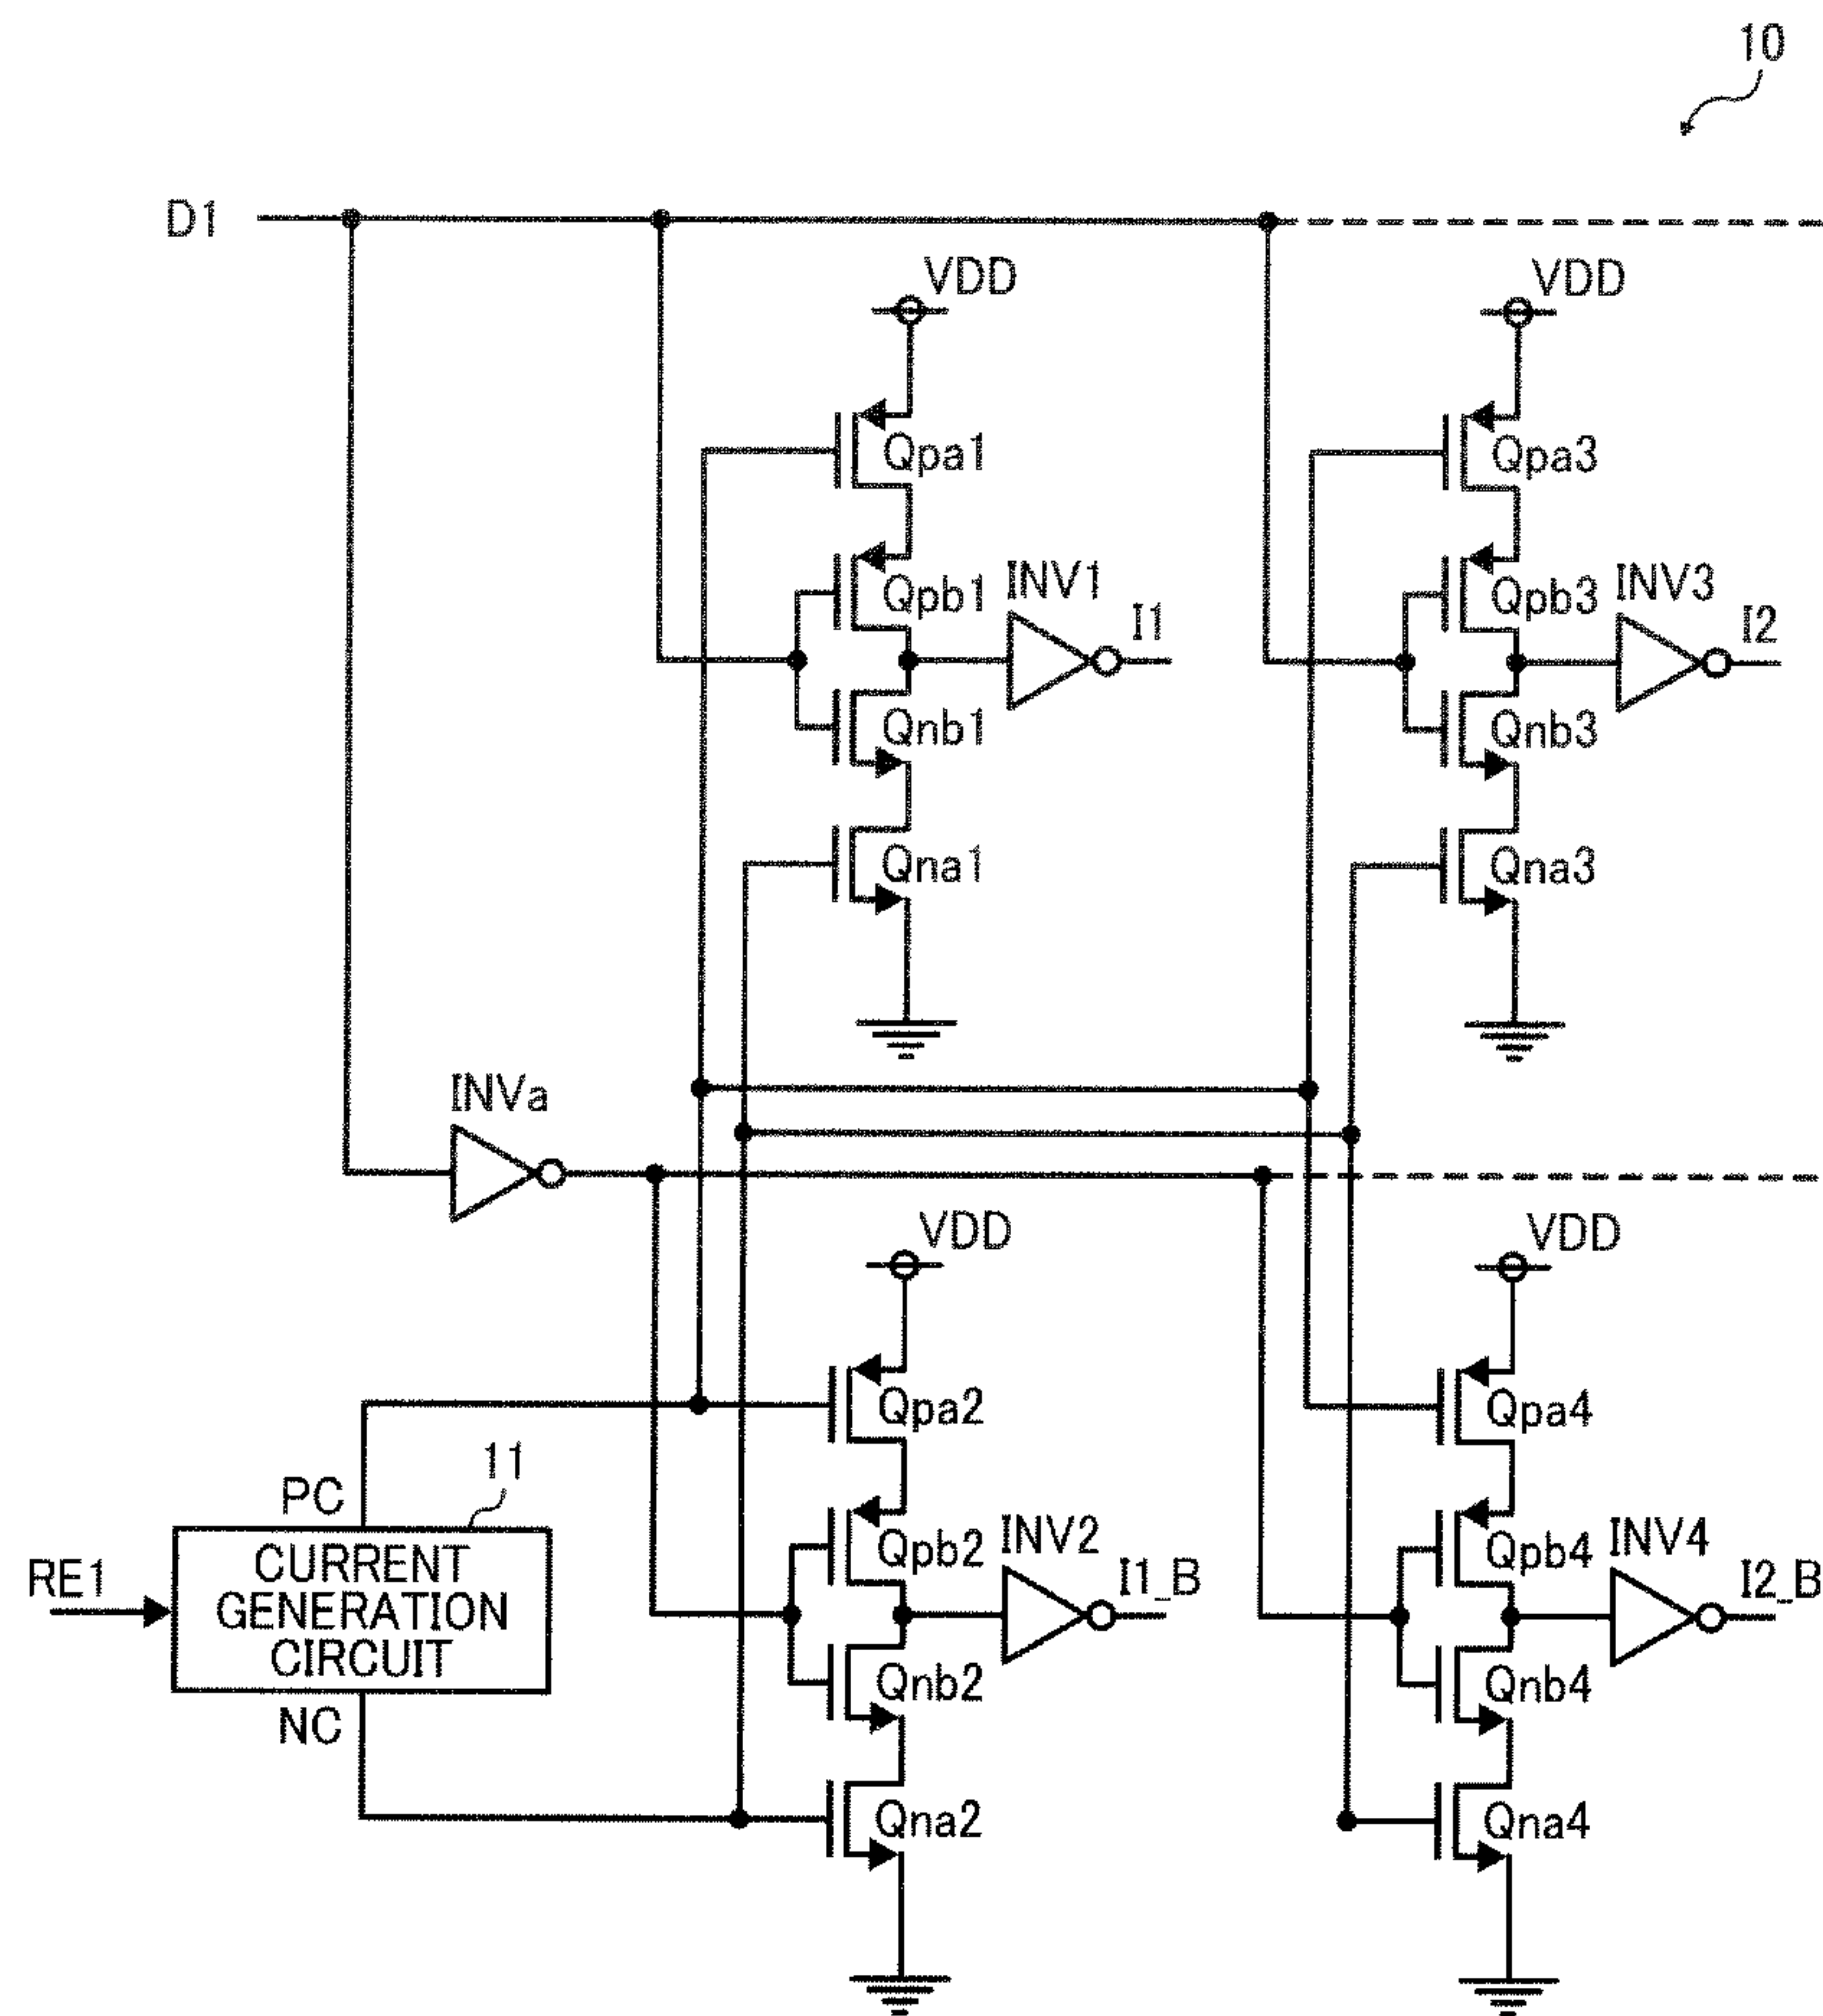 10
D1
VDD
VDD
Qpa1
Qpa3
Qpb1
INV1
I1
Qpb3
INV3
I2
Qnb1
Qnb3
Qna1
Qna3
INVa
VDD
VDD
Qpa2
Qpa4
PC
11
RE1
CURRENT
GENERATION
CIRCUIT
NC
Qpb2
INV2
I1_B
Qpb4
INV4
I2_B
Qnb2
Qnb4
Qna2
Qna4